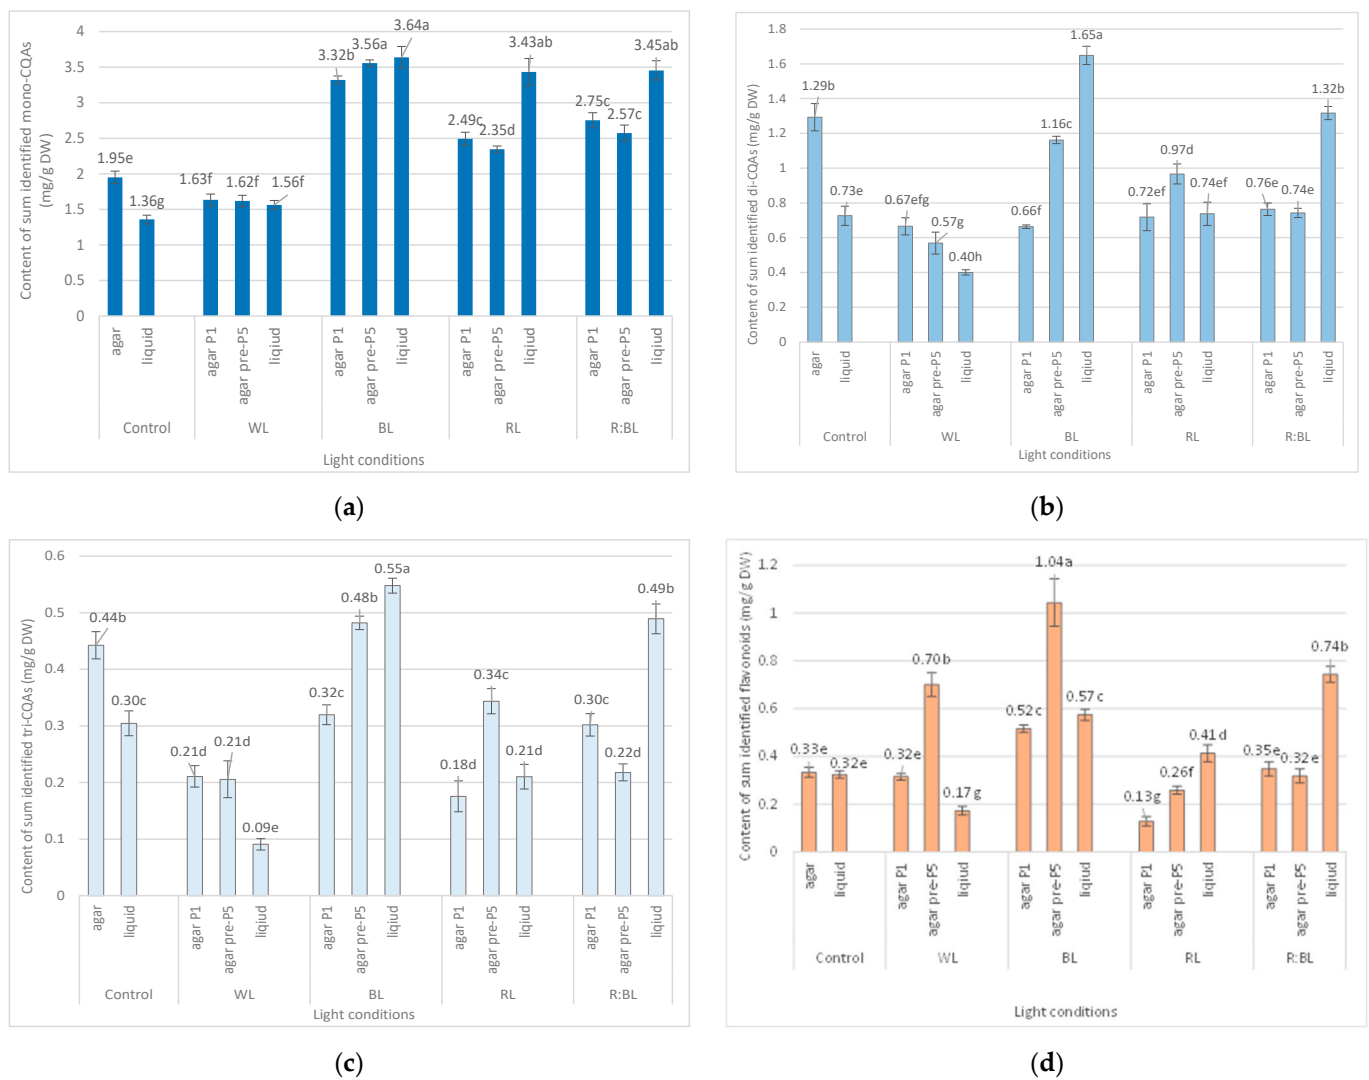 Content of sum identified mono-CQAs
(mg/g DW)
4
3.5
3
2.5
2
1.5
1
0.5
0
1.95e
1.36g
1.63f
1.62f
1.56f
3.32b
3.56a
3.64a
2.49c
2.35d
3.43ab
2.75c
2.57c
3.45ab
agar
liquid
agar P1
agar pre-P5
liqiud
agar P1
agar pre-P5
liqiud
agar P1
agar pre-P5
liqiud
agar P1
agar pre-P5
liqiud
Control
WL
BL
RL
R:BL
Light conditions
(a)
Content of sum identified di-CQAs (mg/g DW)
1.8
1.6
1.4
1.2
1
0.8
0.6
0.4
0.2
0
1.29b
0.73e
0.67efg
0.57g
0.40h
0.66f
1.16c
1.65a
0.72ef
0.97d
0.74ef
0.76e
0.74e
1.32b
agar
liquid
agar P1
agar pre-P5
liqiud
agar P1
agar pre-P5
liqiud
agar P1
agar pre-P5
liqiud
agar P1
agar pre-P5
liqiud
Control
WL
BL
RL
R:BL
Light conditions
(b)
Content of sum identified tri-CQAs (mg/g DW)
0.6
0.5
0.4
0.3
0.2
0.1
0
0.44b
0.30c
0.21d
0.21d
0.09e
0.32c
0.48b
0.55a
0.18d
0.34c
0.21d
0.30c
0.22d
0.49b
agar
liquid
agar P1
agar pre-P5
liqiud
agar P1
agar pre-P5
liqiud
agar P1
agar pre-P5
liqiud
agar P1
agar pre-P5
liqiud
Control
WL
BL
RL
R:BL
Light conditions
(c)
Content of sum identified flavonoids (mg/g DW)
1.2
1
0.8
0.6
0.4
0.2
0
0.33e
0.32e
0.32e
0.70b
0.17g
0.52c
1.04a
0.57c
0.13g
0.26f
0.41d
0.35e
0.32e
0.74b
agar
liquid
agar P1
agar pre-P5
liqiud
agar P1
agar pre-P5
liqiud
agar P1
agar pre-P5
liqiud
agar P1
agar pre-P5
liqiud
Control
WL
BL
RL
R:BL
Light conditions
(d)